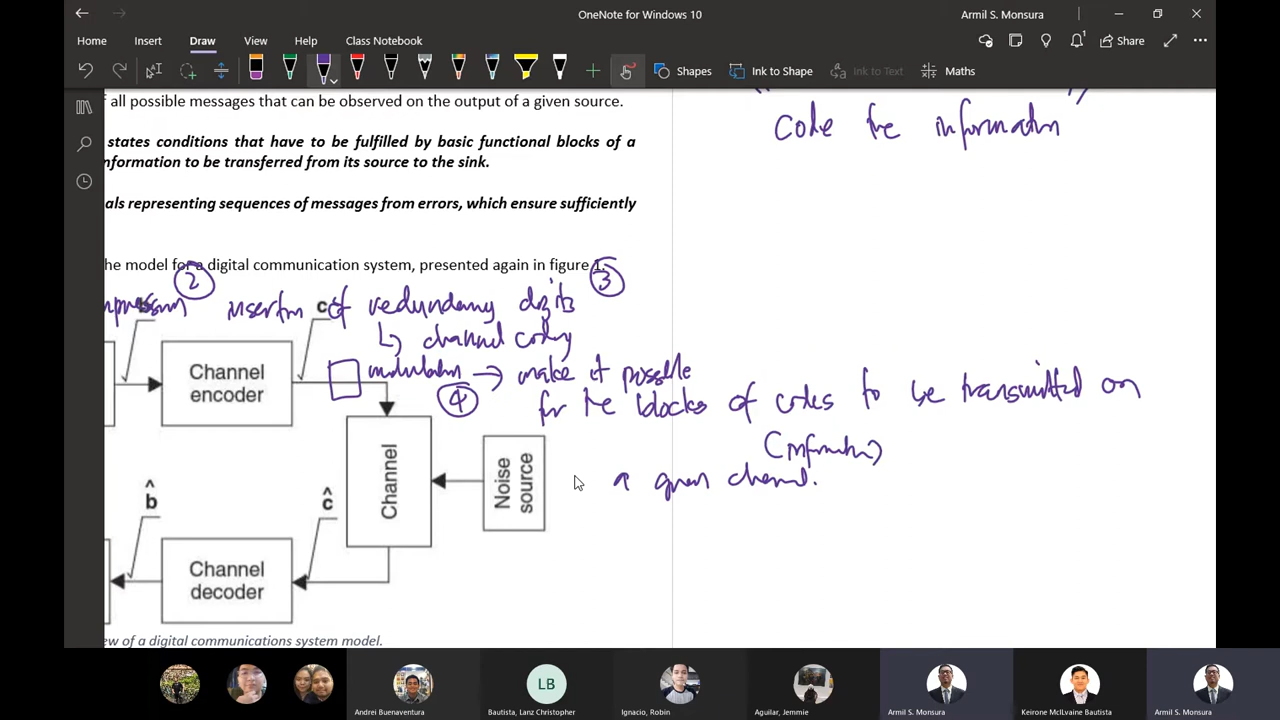 OneNote for Windows 10
Armil S. Monsura
Home Insert Draw View Help Class Notebook
Share
Shapes
Ink to Shape
Ink to Text
Maths
f all possible messages that can be observed on the output of a given source.
states conditions that have to be fulfilled by basic functional blocks of a
nformation to be transferred from its source to the sink.
als representing sequences of messages from errors, which ensure sufficiently
he model for a digital communication system, presented again in figure 1.
code the information
2
3
mpression
insertion of redundancy digits
b
c
↳ channel coding
Channel
encoder
modulation → make it possible
4
for the blocks of codes to be transmitted on
(information)
a given channel.
Channel
Noise
source
b̂
ĉ
Channel
decoder
ew of a digital communications system model.
LB
Andrei Buenaventura
Bautista, Lanz Christopher
Ignacio, Robin
Aguilar, Jemmie
Armil S. Monsura
Keirone McIlvaine Bautista
Armil S. Monsura